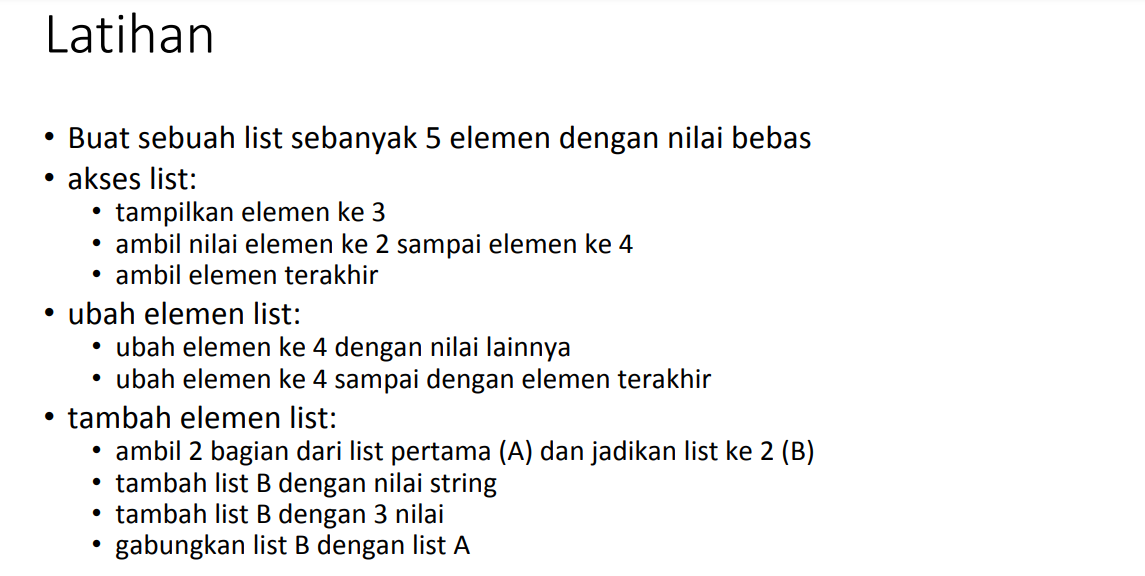 Latihan
• Buat sebuah list sebanyak 5 elemen dengan nilai bebas
• akses list:
• tampilkan elemen ke 3
• ambil nilai elemen ke 2 sampai elemen ke 4
• ambil elemen terakhir
• ubah elemen list:
• ubah elemen ke 4 dengan nilai lainnya
• ubah elemen ke 4 sampai dengan elemen terakhir
• tambah elemen list:
• ambil 2 bagian dari list pertama (A) dan jadikan list ke 2 (B)
• tambah list B dengan nilai string
• tambah list B dengan 3 nilai
• gabungkan list B dengan list A